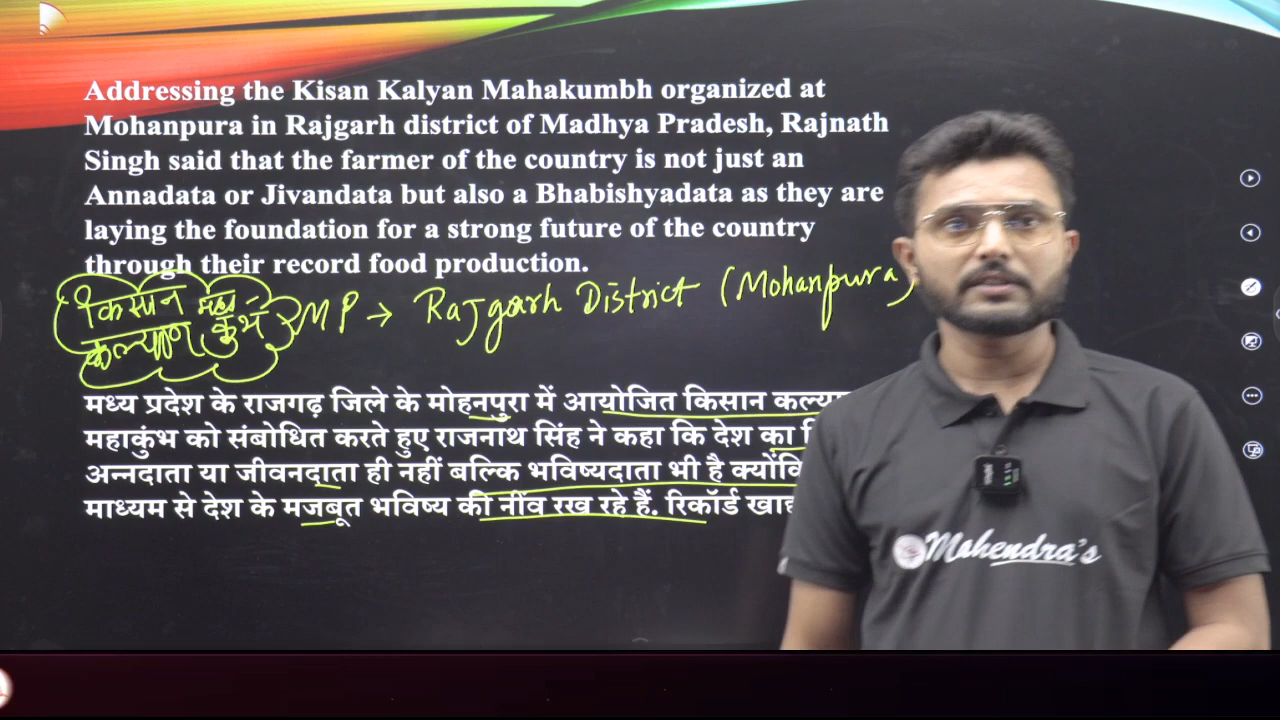 Addressing the Kisan Kalyan Mahakumbh organized at
Mohanpura in Rajgarh district of Madhya Pradesh, Rajnath
Singh said that the farmer of the country is not just an
Annadata or Jivandata but also a Bhabishyadata as they are
laying the foundation for a strong future of the country
through their record food production.
किसान महा
कल्याण कुंभ
MP → Rajgarh District (Mohanpura)
मध्य प्रदेश के राजगढ़ जिले के मोहनपुरा में आयोजित किसान
महाकुंभ को संबोधित करते हुए राजनाथ सिंह ने कहा कि देश का
अन्नदाता या जीवनदाता ही नहीं बल्कि भविष्यदाता भी है
माध्यम से देश के मजबूत भविष्य की नींव रख रहे हैं. रिकॉर्ड
Mahendra's